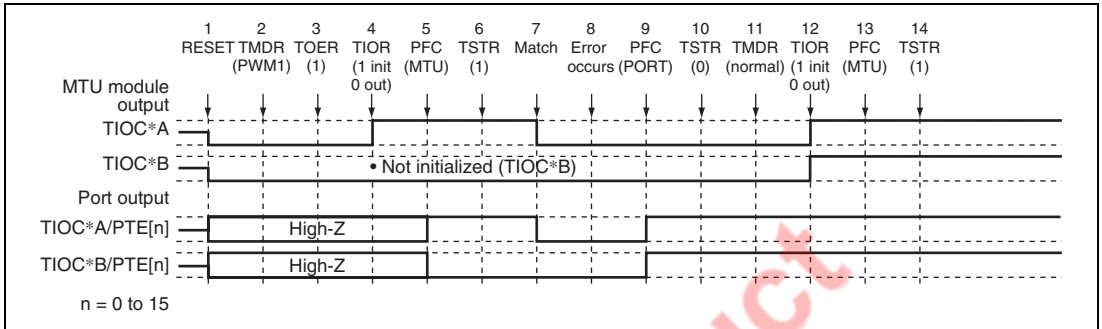 1 2 3 4 5 6 7 8 9 10 11 12 13 14
RESET TMDR TOER TIOR PFC TSTR Match Error PFC TSTR TMDR TIOR PFC TSTR
(PWM1) (1) (1 init (MTU) (1) occurs (PORT) (0) (normal) (1 init (MTU) (1)
0 out) 0 out)
MTU module
output
TIOC*A
TIOC*B
• Not initialized (TIOC*B)
Port output
TIOC*A/PTE[n]
High-Z
TIOC*B/PTE[n]
High-Z
n = 0 to 15
uct